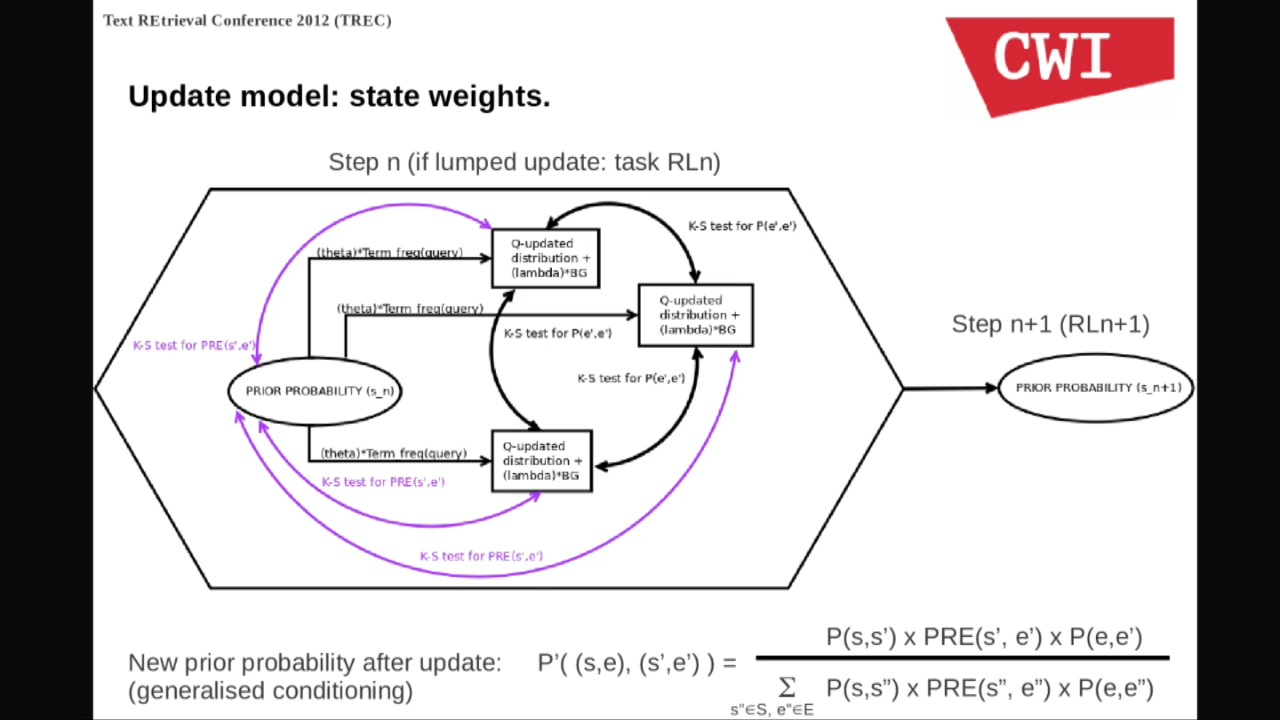 Text REtrieval Conference 2012 (TREC)
CWI
Update model: state weights.
Step n (if lumped update: task RLn)
K-S test for P(e',e')
(theta)*Term freq(query)
Q-updated
distribution +
(lambda)*BG
(theta)*Term freq(query)
Q-updated
distribution +
(lambda)*BG
K-S test for P(e',e')
Step n+1 (RLn+1)
K-S test for PRE(s',e')
K-S test for P(e',e')
PRIOR PROBABILITY (s_n)
PRIOR PROBABILITY (s_n+1)
(theta)*Term freq(query)
Q-updated
distribution +
(lambda)*BG
K-S test for PRE(s',e')
K-S test for PRE(s',e')
New prior probability after update:
(generalised conditioning)
P’( (s,e), (s’,e’) ) =
P(s,s’) x PRE(s’, e’) x P(e,e’)
Σ P(s,s”) x PRE(s”, e”) x P(e,e”)
s”∈S, e”∈E